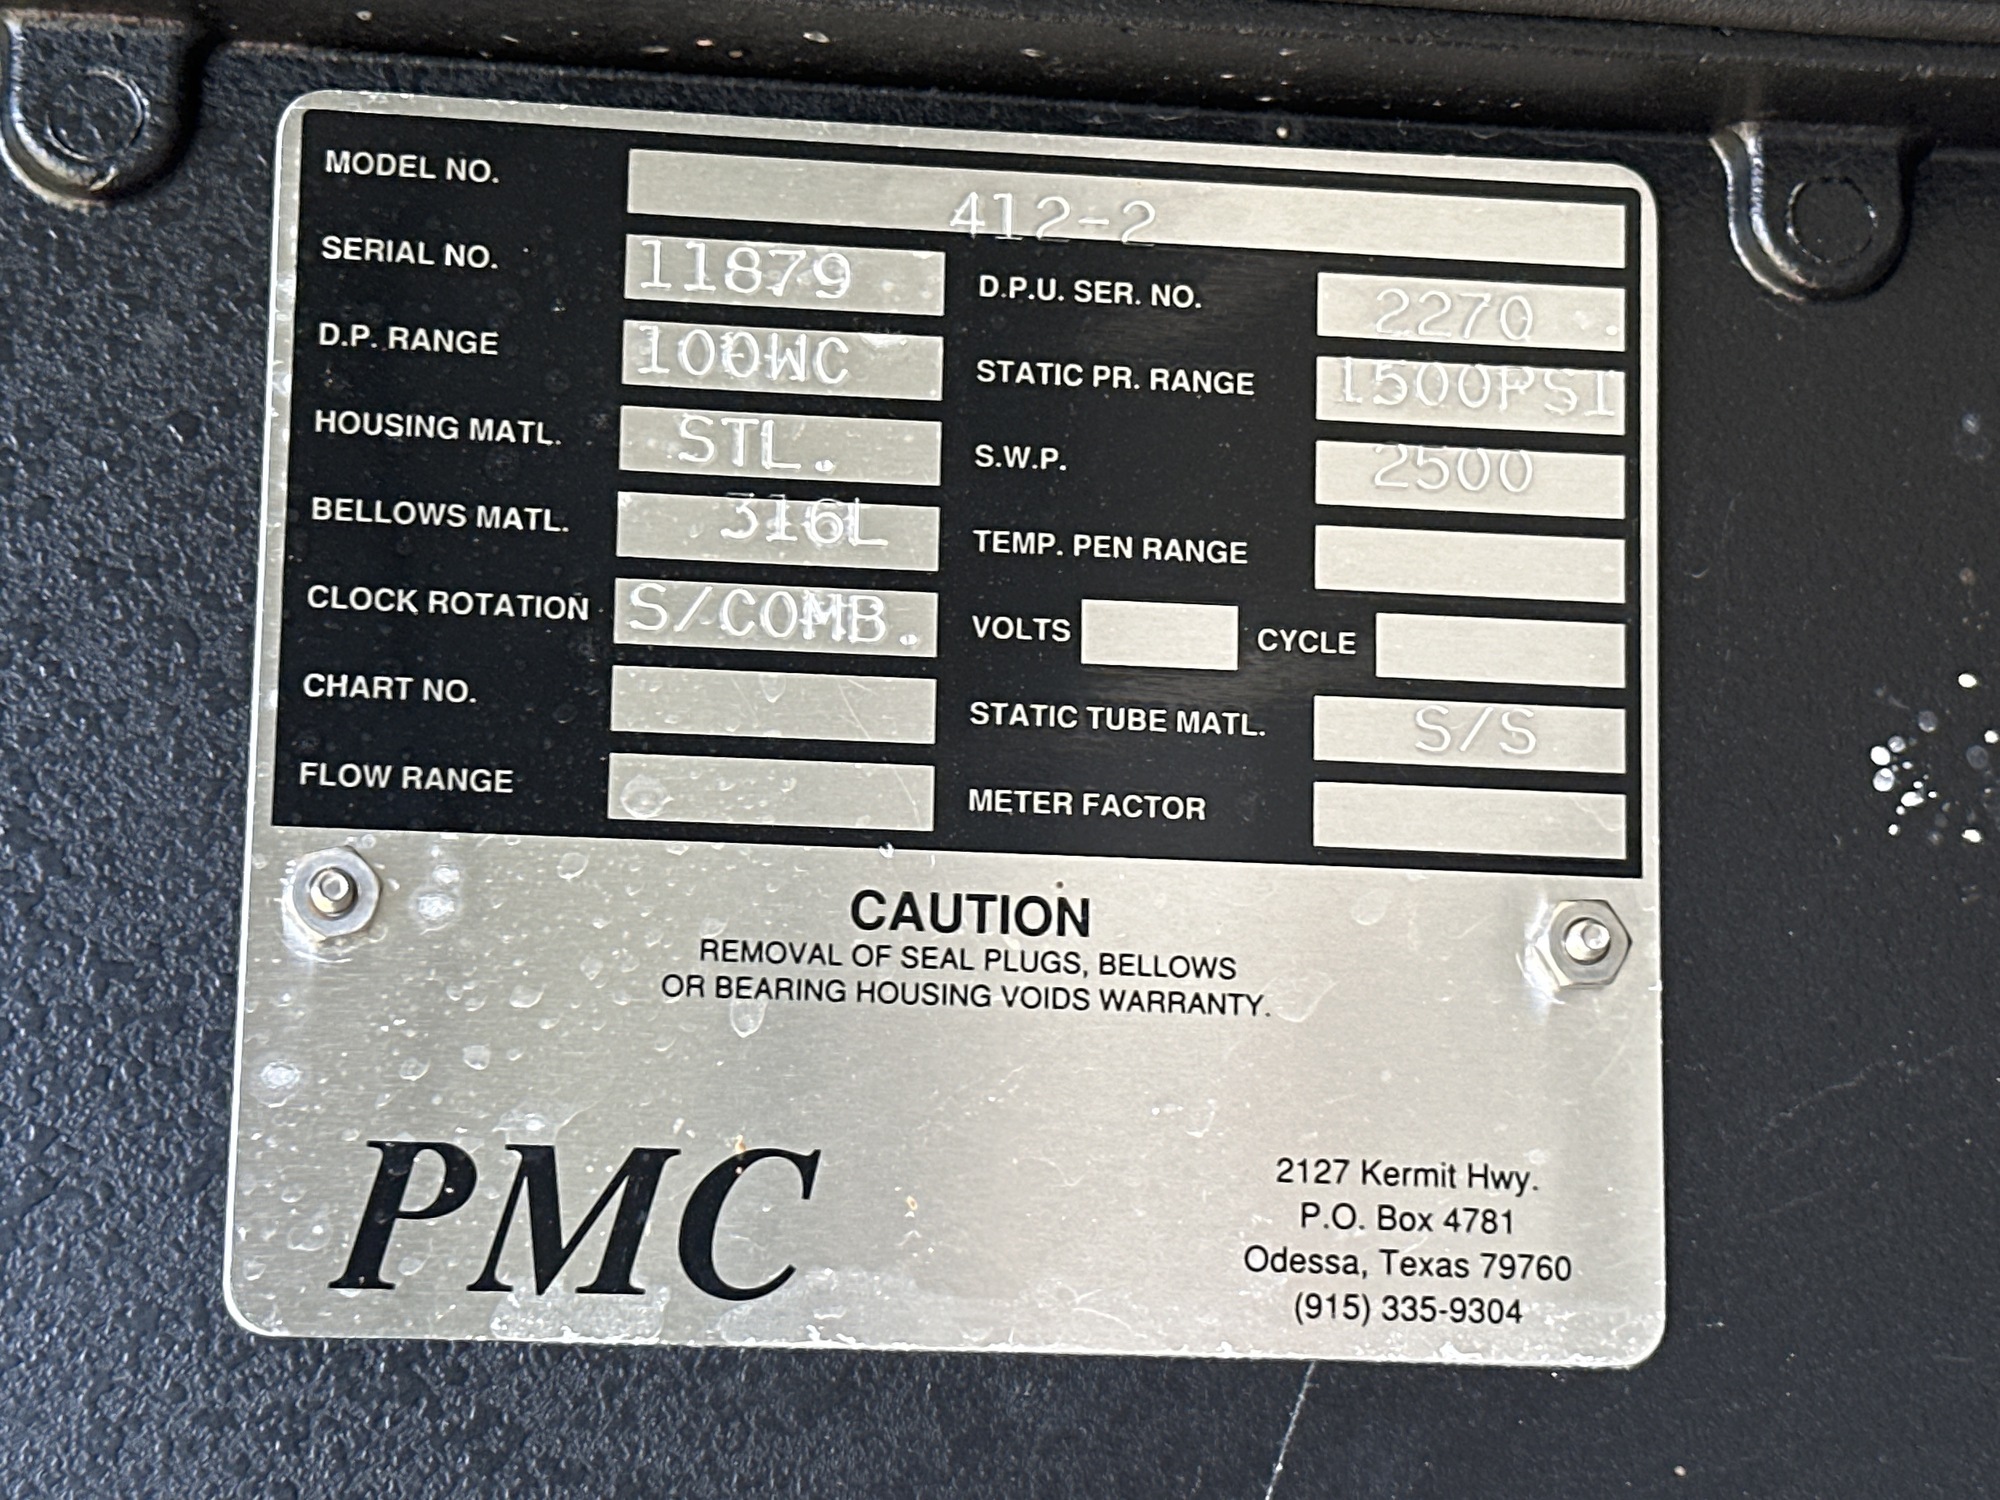 MODEL NO. 412-2
SERIAL NO. 11879 D.P.U. SER. NO. 2270
D.P. RANGE 100WC STATIC PR. RANGE 1500PSI
HOUSING MATL. STL. S.W.P. 2500
BELLOWS MATL. 316L TEMP. PEN RANGE
CLOCK ROTATION S/COMB. VOLTS CYCLE
CHART NO. STATIC TUBE MATL. S/S
FLOW RANGE METER FACTOR
CAUTION
REMOVAL OF SEAL PLUGS, BELLOWS
OR BEARING HOUSING VOIDS WARRANTY.
PMC
2127 Kermit Hwy.
P.O. Box 4781
Odessa, Texas 79760
(915) 335-9304